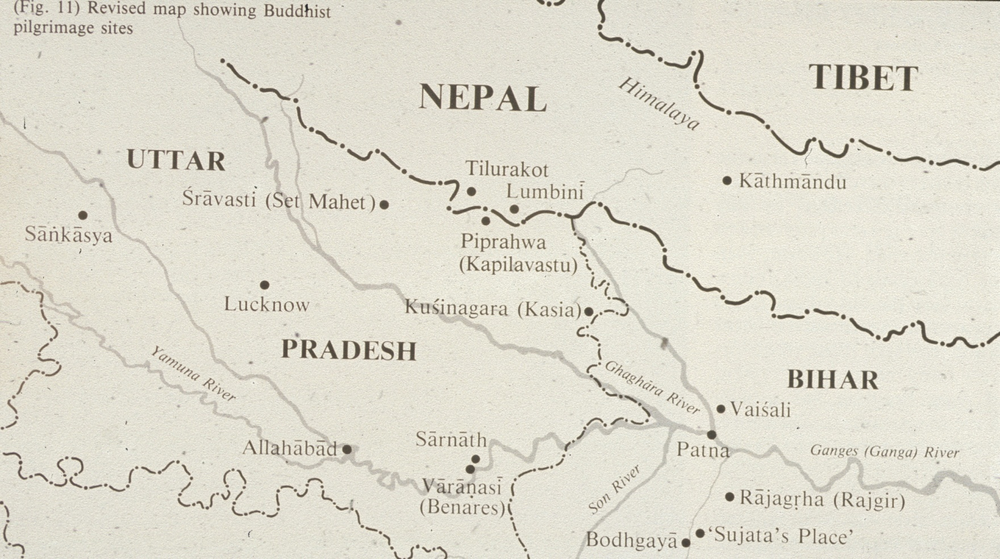 (Fig. 11) Revised map showing Buddhist
pilgrimage sites
TIBET
NEPAL
Himalaya
UTTAR
Tilurakot
Lumbinī
Kāthmāndu
Śrāvasti (Set Mahet)
Sāṅkāsya
Piprahwa
(Kapilavastu)
Lucknow
Kuśinagara (Kasia)
PRADESH
Yamuna River
Ghaghāra River
BIHAR
Vaiśali
Allahābād
Sārnāth
Patna
Ganges (Ganga) River
Vārāṇasī
(Benares)
Son River
Rājagṛha (Rajgir)
Bodhgayā
‘Sujata’s Place’